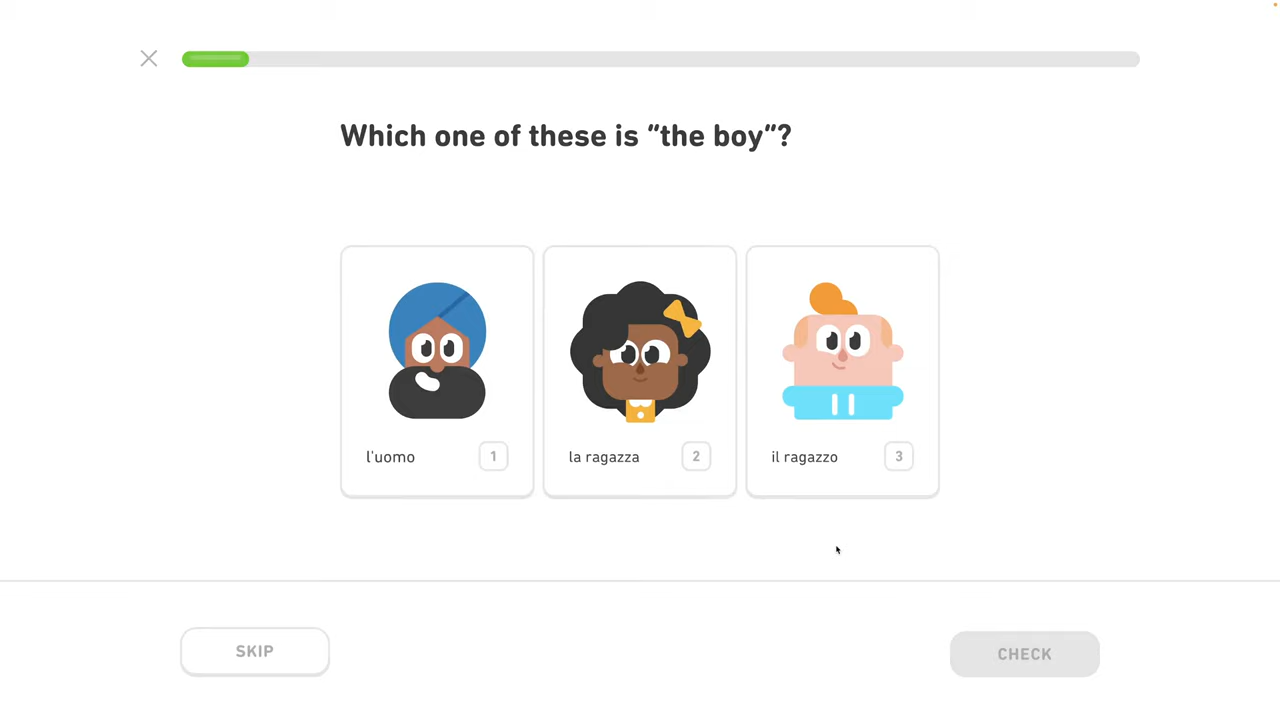 Which one of these is “the boy”?
l'uomo 1
la ragazza 2
il ragazzo 3
SKIP
CHECK